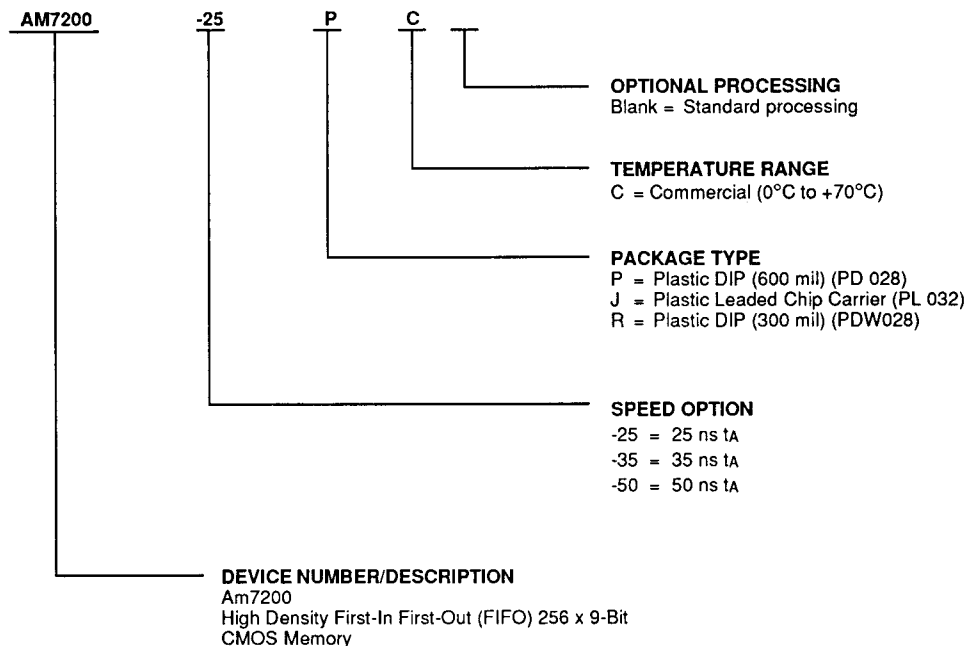 AM7200 -25 P C
OPTIONAL PROCESSING
Blank = Standard processing
TEMPERATURE RANGE
C = Commercial (0°C to +70°C)
PACKAGE TYPE
P = Plastic DIP (600 mil) (PD 028)
J = Plastic Leaded Chip Carrier (PL 032)
R = Plastic DIP (300 mil) (PDW028)
SPEED OPTION
-25 = 25 ns tA
-35 = 35 ns tA
-50 = 50 ns tA
DEVICE NUMBER/DESCRIPTION
Am7200
High Density First-In First-Out (FIFO) 256 x 9-Bit
CMOS Memory